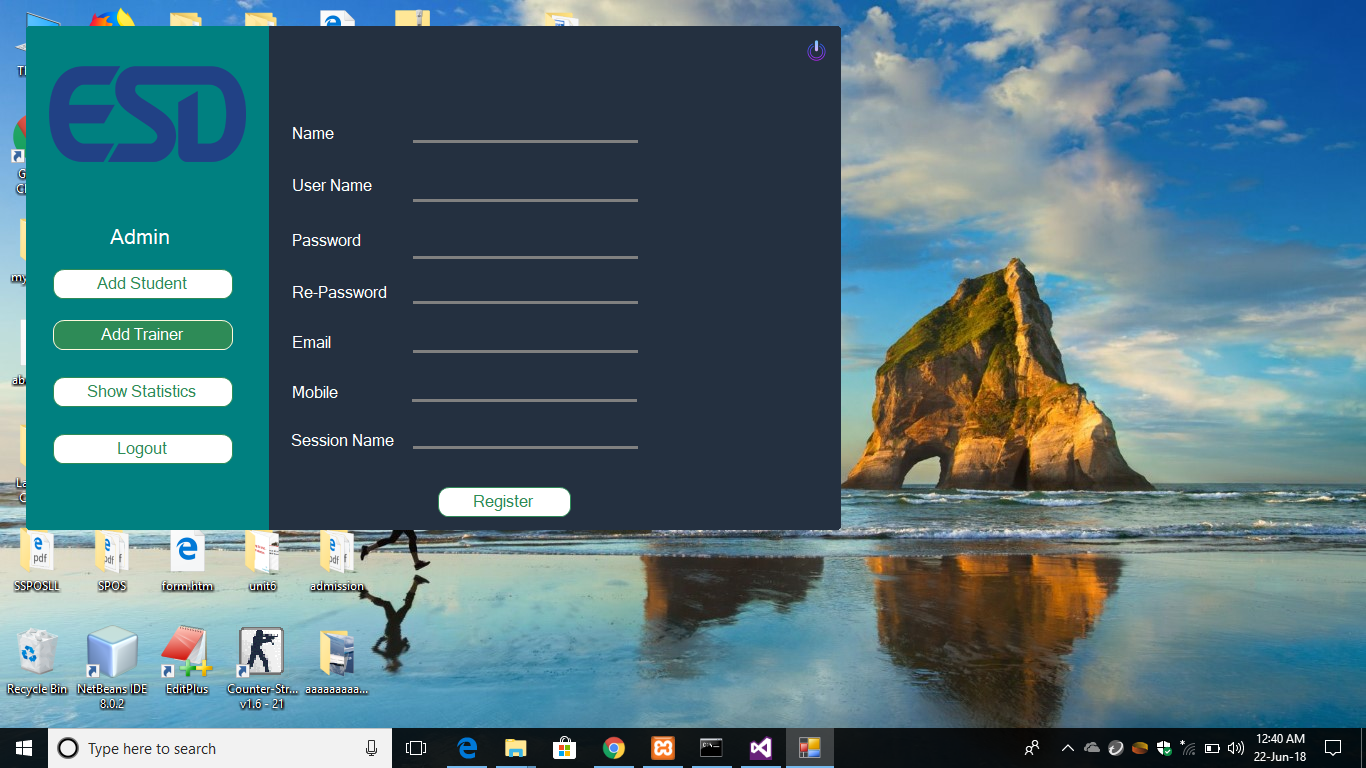 ESD
Admin
Add Student
Add Trainer
Show Statistics
Logout
Name
User Name
Password
Re-Password
Email
Mobile
Session Name
Register
SSPOSLL
SPOS
form.htm
unit6
admission
Recycle Bin
NetBeans IDE
8.0.2
EditPlus
Counter-Str...
v1.6 - 21
aaaaaaaaa...
Type here to search
12:40 AM
22-Jun-18